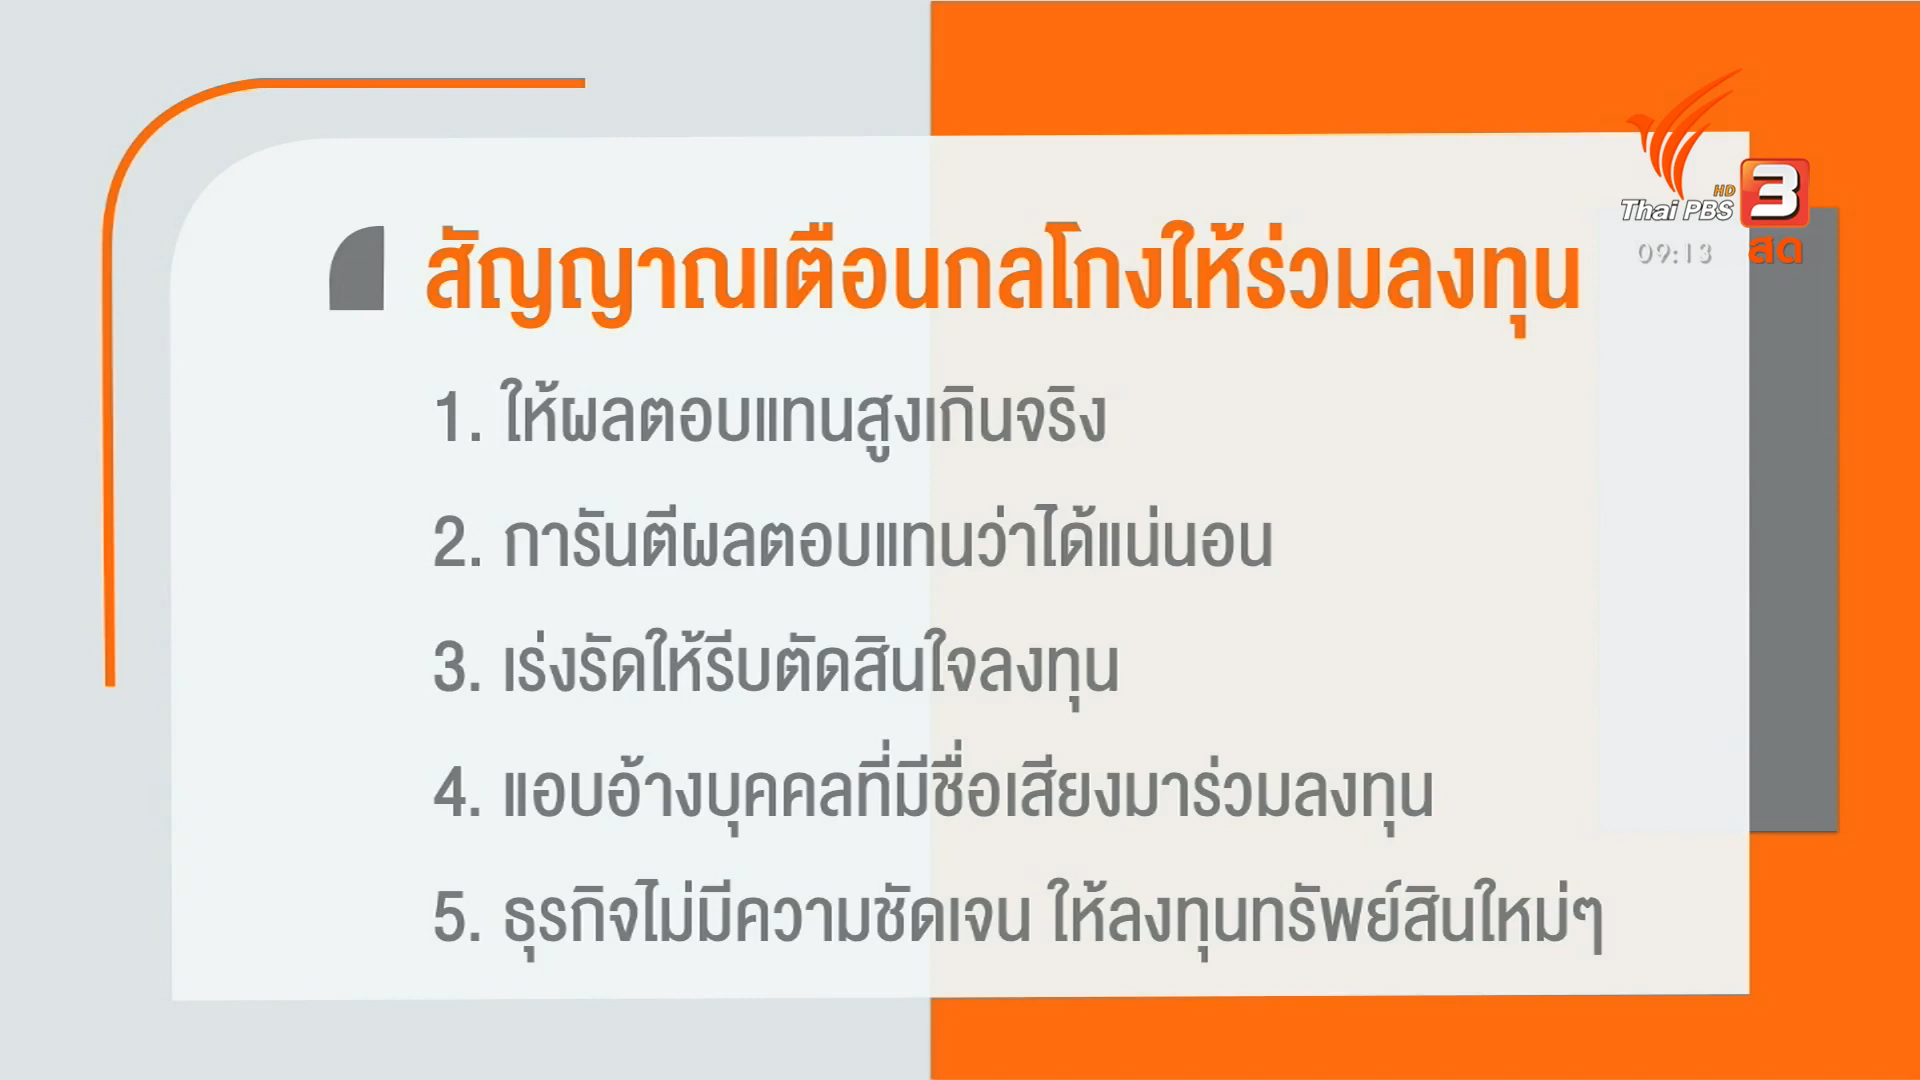 HD
Thai PBS 3
09:13 สด
สัญญาณเตือนกลโกงให้ร่วมลงทุน
1. ให้ผลตอบแทนสูงเกินจริง
2. การันตีผลตอบแทนว่าได้แน่นอน
3. เร่งรัดให้รีบตัดสินใจลงทุน
4. แอบอ้างบุคคลที่มีชื่อเสียงมาร่วมลงทุน
5. ธุรกิจไม่มีความชัดเจน ให้ลงทุนทรัพย์สินใหม่ๆ